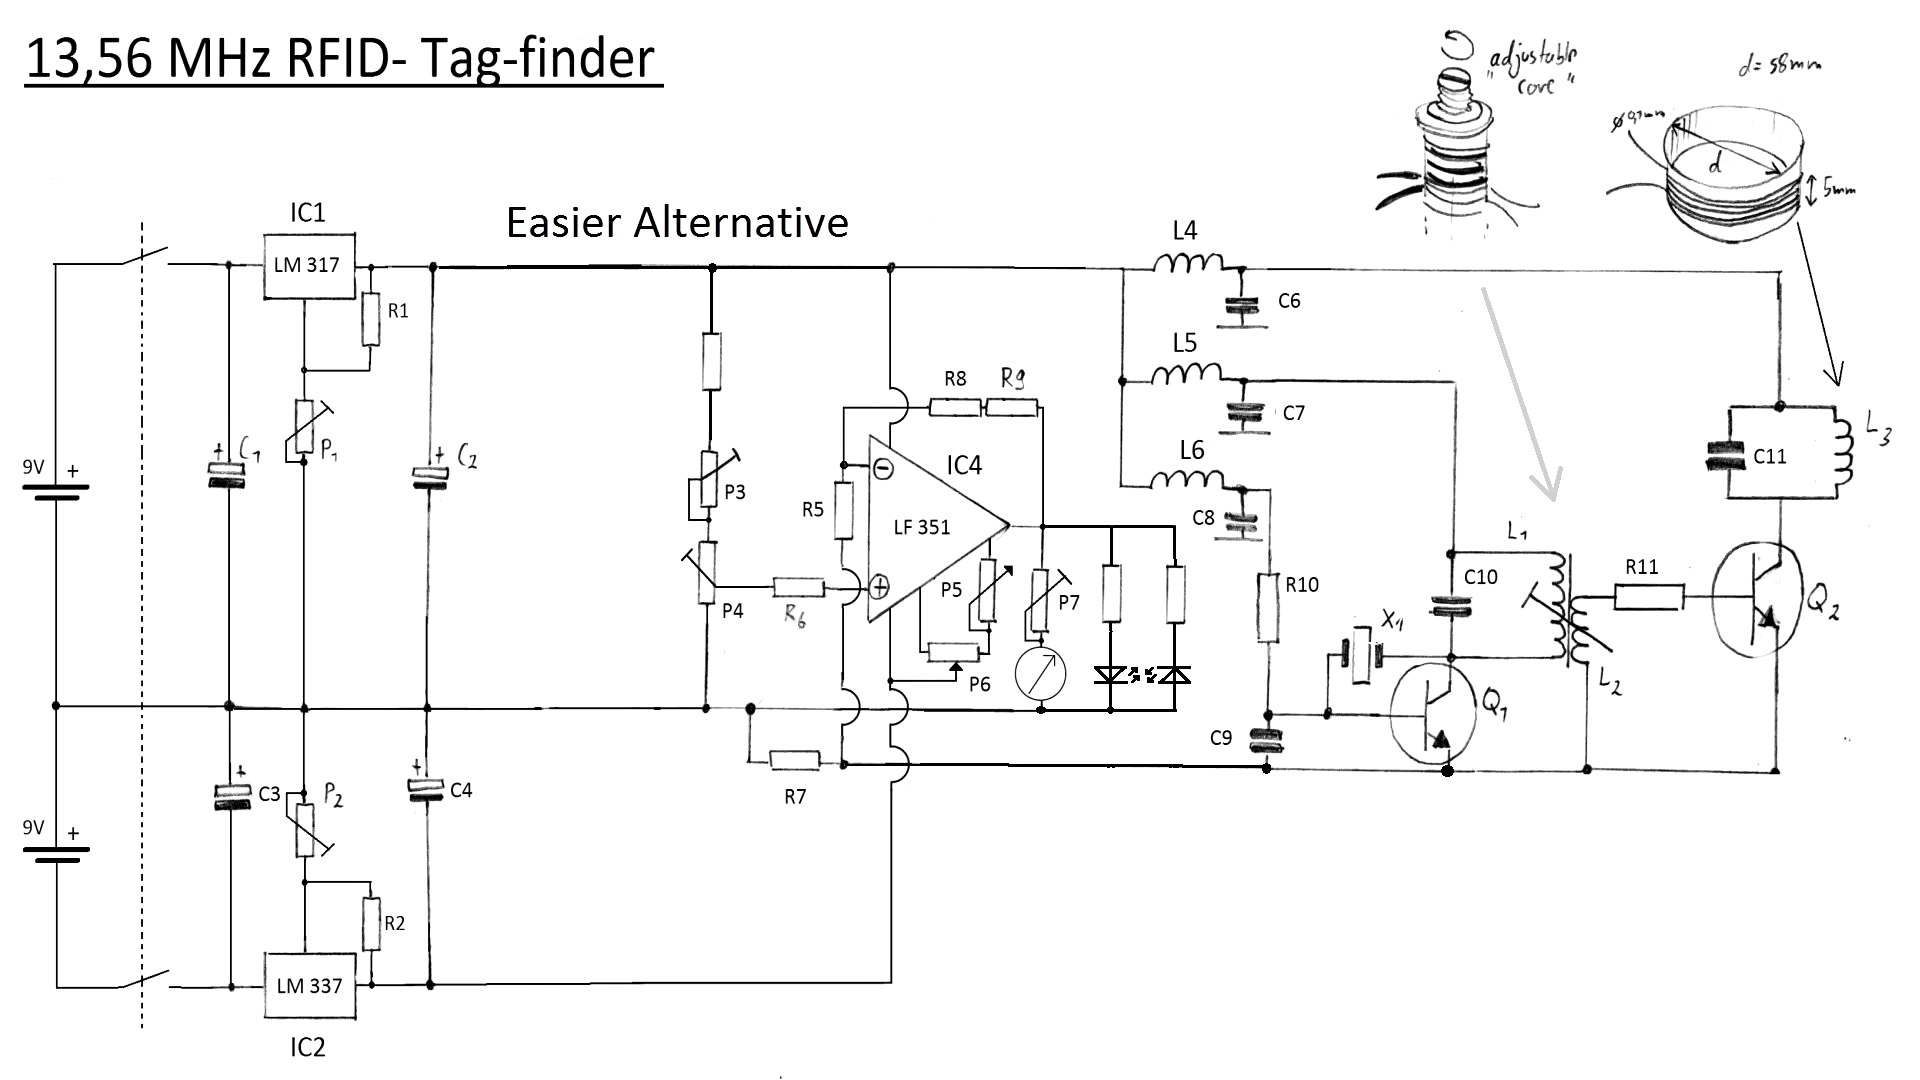 13,56 MHz RFID- Tag-finder
"adjustable
core"
d= 58mm
d
5mm
Easier Alternative
IC1
LM 317
R1
P1
C1
C2
9V
+
+
+
P3
P4
R5
R6
R8
R9
IC4
LF 351
P5
P6
P7
R7
L4
C6
L5
C7
L6
C8
R10
C9
X1
Q1
C10
L1
L2
R11
Q2
C11
L3
9V
+
+
C3
P2
+
C4
R2
LM 337
IC2